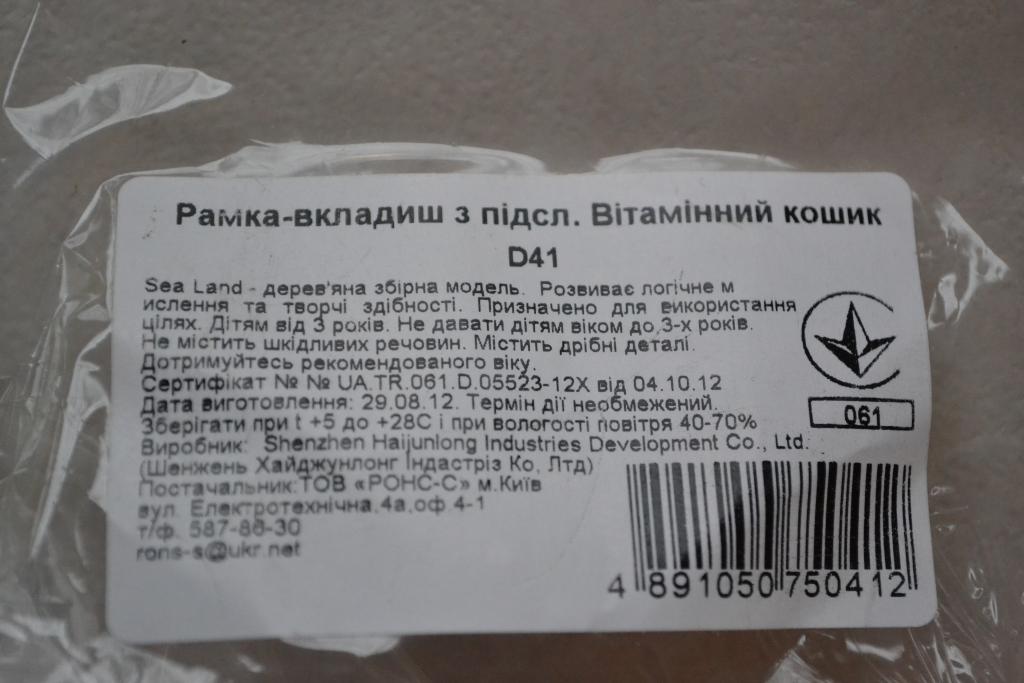 Рамка-вкладиш з підсл. Вітамінний кошик
D41
Sea Land - дерев'яна збірна модель. Розвиває логічне м
ислення та творчі здібності. Призначено для використання
цілях. Дітям від 3 років. Не давати дітям віком до 3-х років.
Не містить шкідливих речовин. Містить дрібні деталі.
Дотримуйтесь рекомендованого віку.
Сертифікат № № UA.TR.061.D.05523-12X від 04.10.12
Дата виготовлення: 29.08.12. Термін дії необмежений.
Зберігати при t +5 до +28C і при вологості повітря 40-70%
Виробник: Shenzhen Haijunlong Industries Development Co., Ltd.
(Шенжень Хайджунлонг Індастріз Ко, Лтд)
Постачальник:ТОВ «РОНС-С» м.Київ
вул. Електротехнічна,4а,оф.4-1
т/ф. 587-86-30
rons-s@ukr.net
061
4 891050 750412